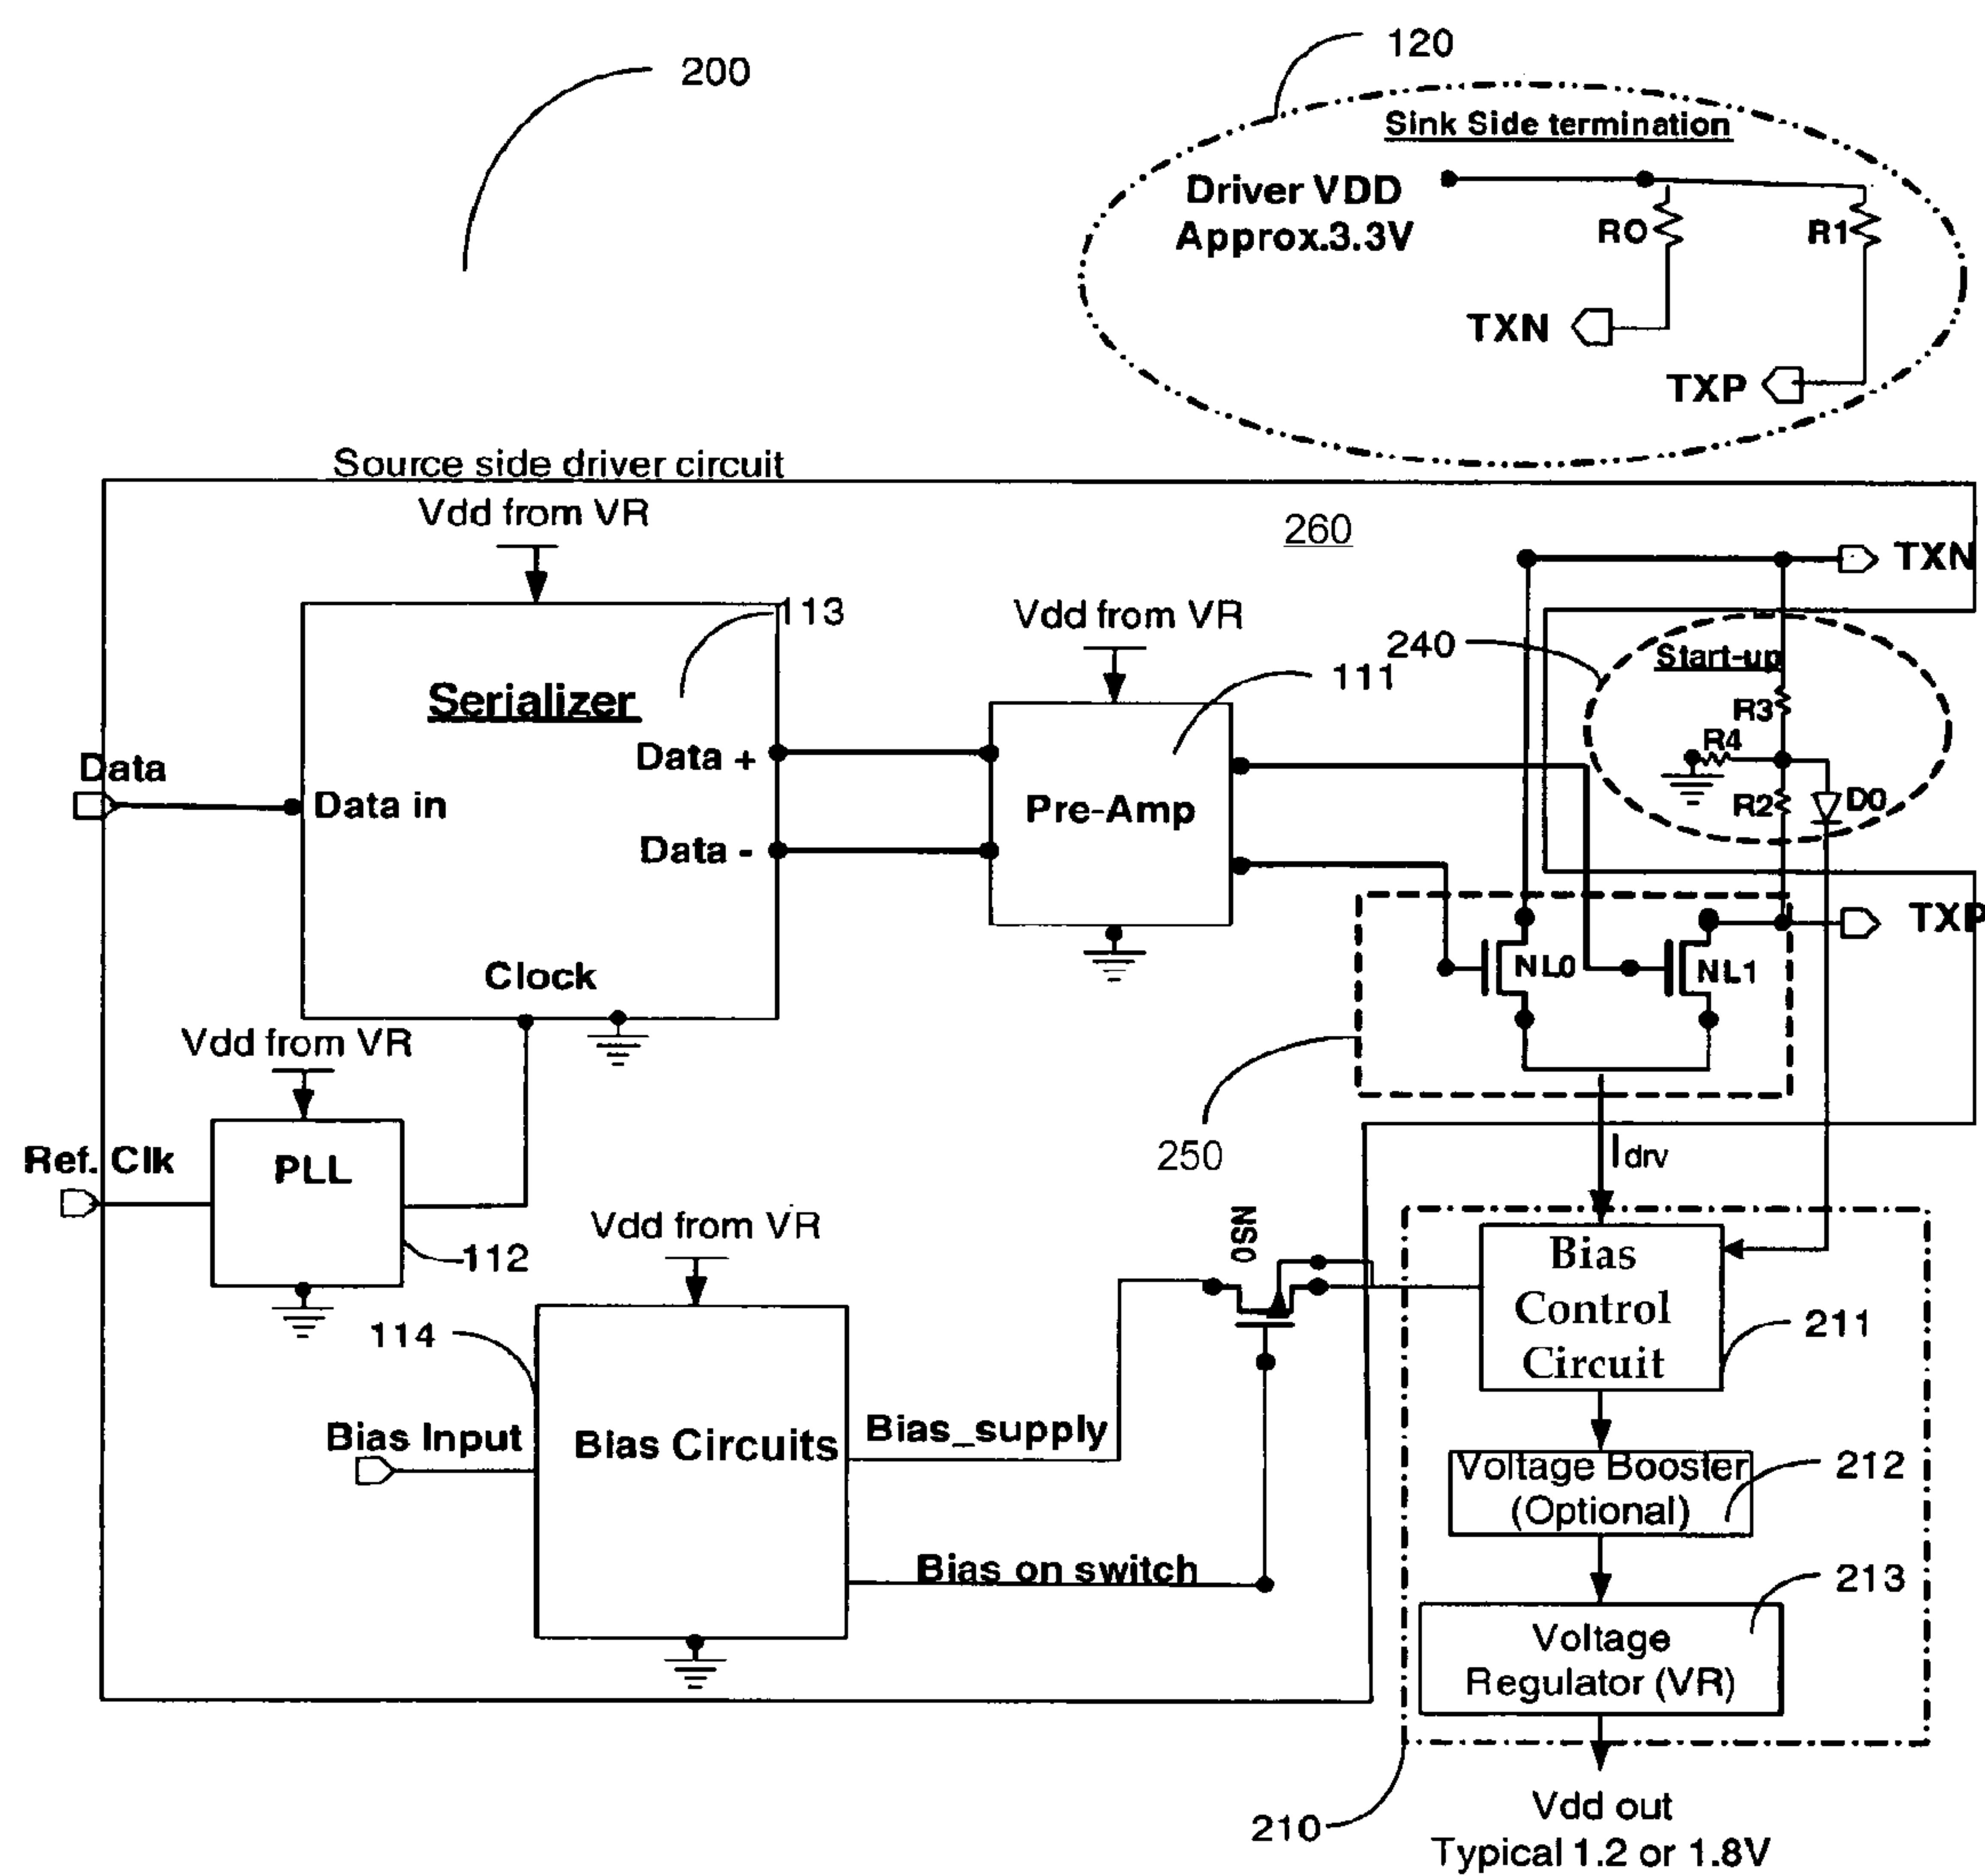 200
120
Sink Side termination
Driver VDD
Approx.3.3V
R0
R1
TXN
TXP
Source side driver circuit
Vdd from VR
260
TXN
113
Vdd from VR
240
Start-up
111
Serializer
R3
R4
Data +
Data
Data in
Pre-Amp
R2
D0
Data -
TXP
Clock
NL0
NL1
Vdd from VR
250
Idrv
Ref. Clk
PLL
Vdd from VR
NS0
112
Bias
Control
Circuit
114
211
Bias Input
Bias Circuits
Bias_supply
Voltage Booster
(Optional)
212
Bias on switch
213
Voltage
Regulator (VR)
210
Vdd out
Typical 1.2 or 1.8V